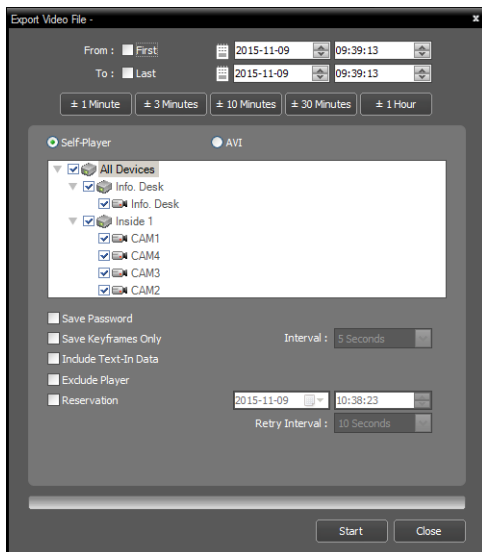 Export Video File -
From : First 2015-11-09 09:39:13
To : Last 2015-11-09 09:39:13
± 1 Minute ± 3 Minutes ± 10 Minutes ± 30 Minutes ± 1 Hour
Self-Player AVI
All Devices
Info. Desk
Info. Desk
Inside 1
CAM1
CAM4
CAM3
CAM2
Save Password
Save Keyframes Only Interval : 5 Seconds
Include Text-In Data
Exclude Player
Reservation 2015-11-09 10:38:23
Retry Interval : 10 Seconds
Start Close